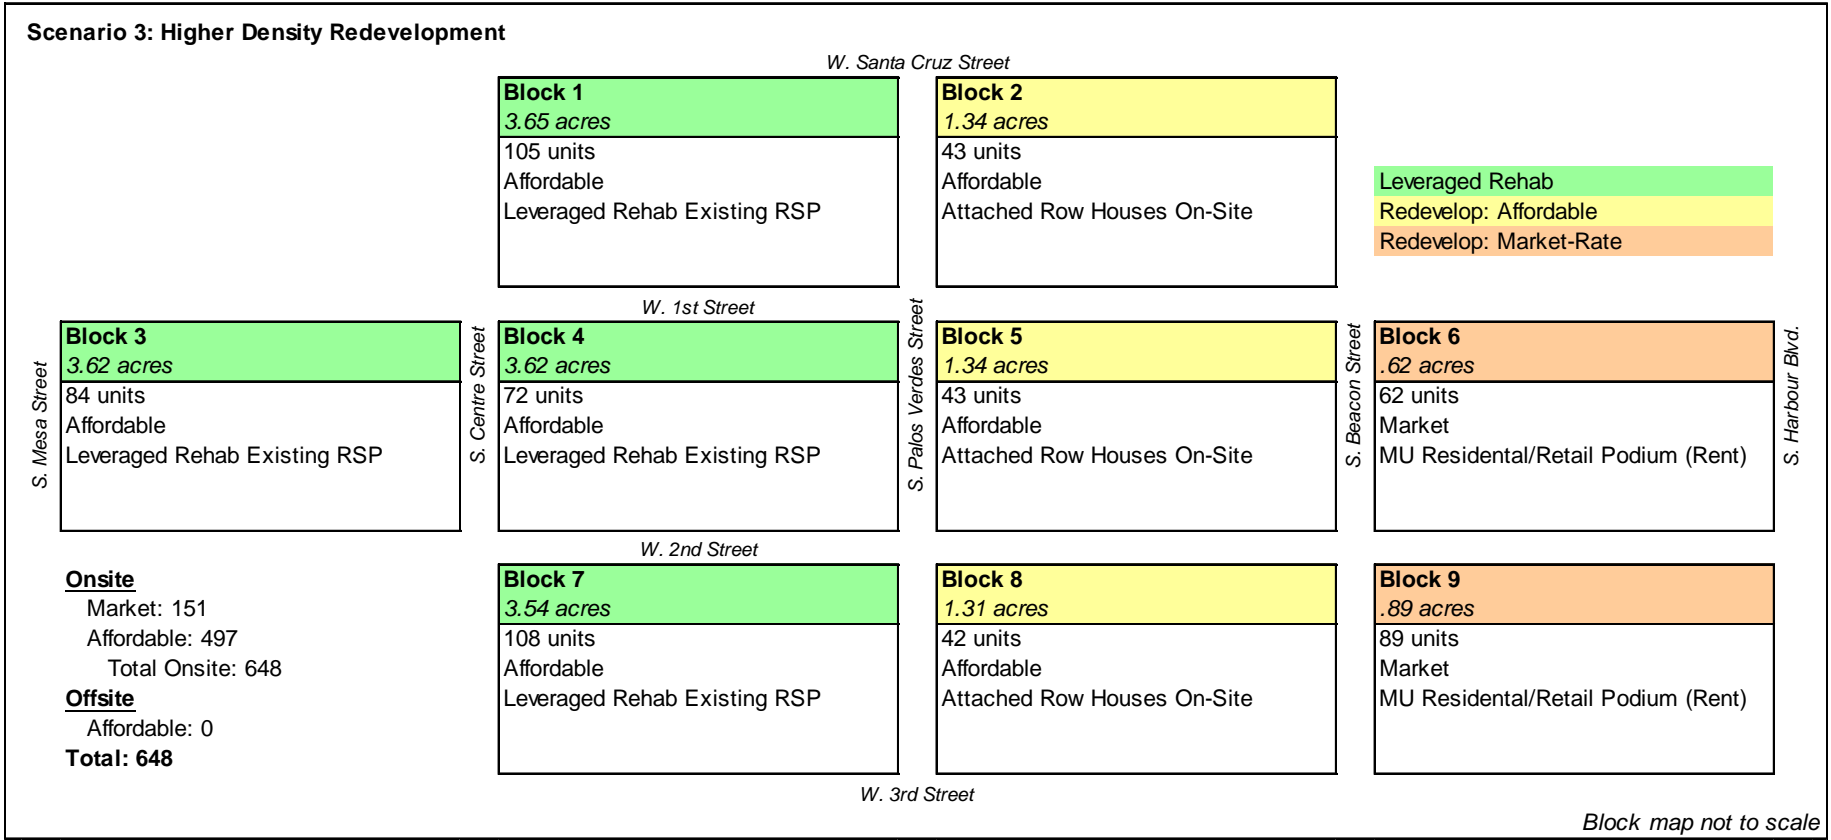 Scenario 3: Higher Density Redevelopment
W. Santa Cruz Street
Block 1
3.65 acres
105 units
Affordable
Leveraged Rehab Existing RSP
Block 2
1.34 acres
43 units
Affordable
Attached Row Houses On-Site
Leveraged Rehab
Redevelop: Affordable
Redevelop: Market-Rate
W. 1st Street
S. Mesa Street
Block 3
3.62 acres
84 units
Affordable
Leveraged Rehab Existing RSP
S. Centre Street
Block 4
3.62 acres
72 units
Affordable
Leveraged Rehab Existing RSP
S. Palos Verdes Street
Block 5
1.34 acres
43 units
Affordable
Attached Row Houses On-Site
S. Beacon Street
Block 6
.62 acres
62 units
Market
MU Residental/Retail Podium (Rent)
S. Harbour Blvd.
W. 2nd Street
Onsite
Market: 151
Affordable: 497
Total Onsite: 648
Offsite
Affordable: 0
Total: 648
Block 7
3.54 acres
108 units
Affordable
Leveraged Rehab Existing RSP
Block 8
1.31 acres
42 units
Affordable
Attached Row Houses On-Site
Block 9
.89 acres
89 units
Market
MU Residental/Retail Podium (Rent)
W. 3rd Street
Block map not to scale